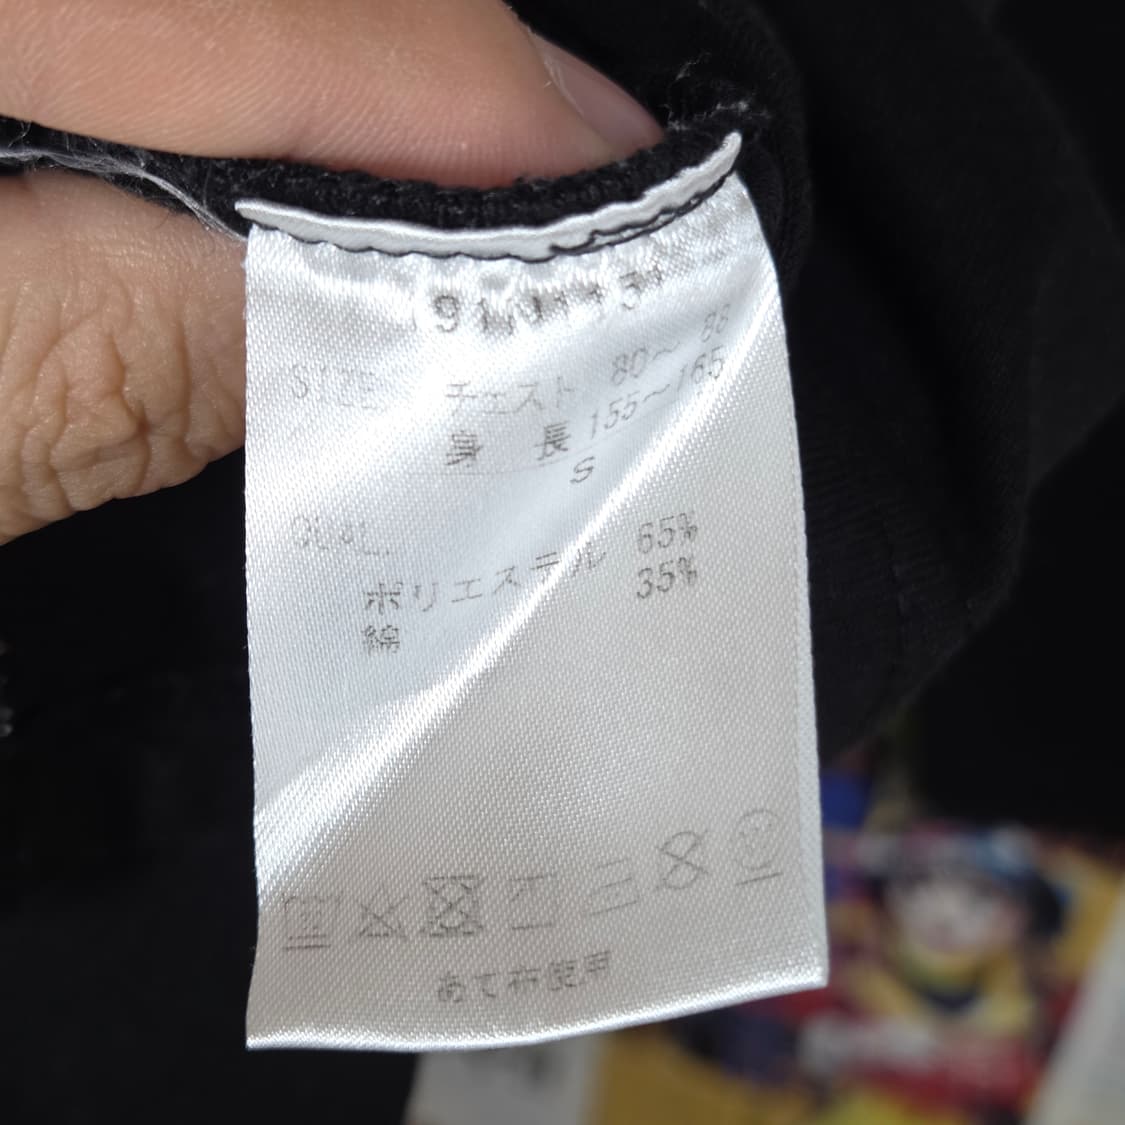 SIZE チェスト 80～ 88
身 長 155～165
S
ポリエステル 65%
綿 35%
あて布使用